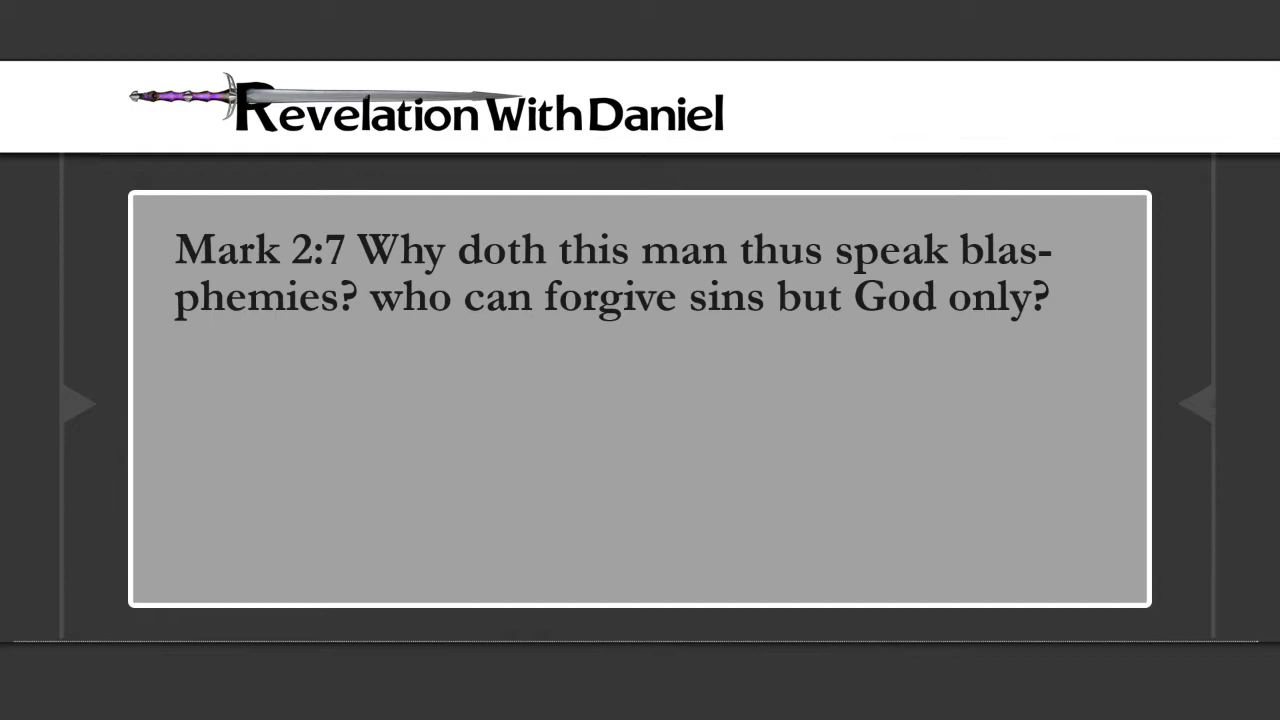 Revelation With Daniel
Mark 2:7 Why doth this man thus speak blas-
phemies? who can forgive sins but God only?